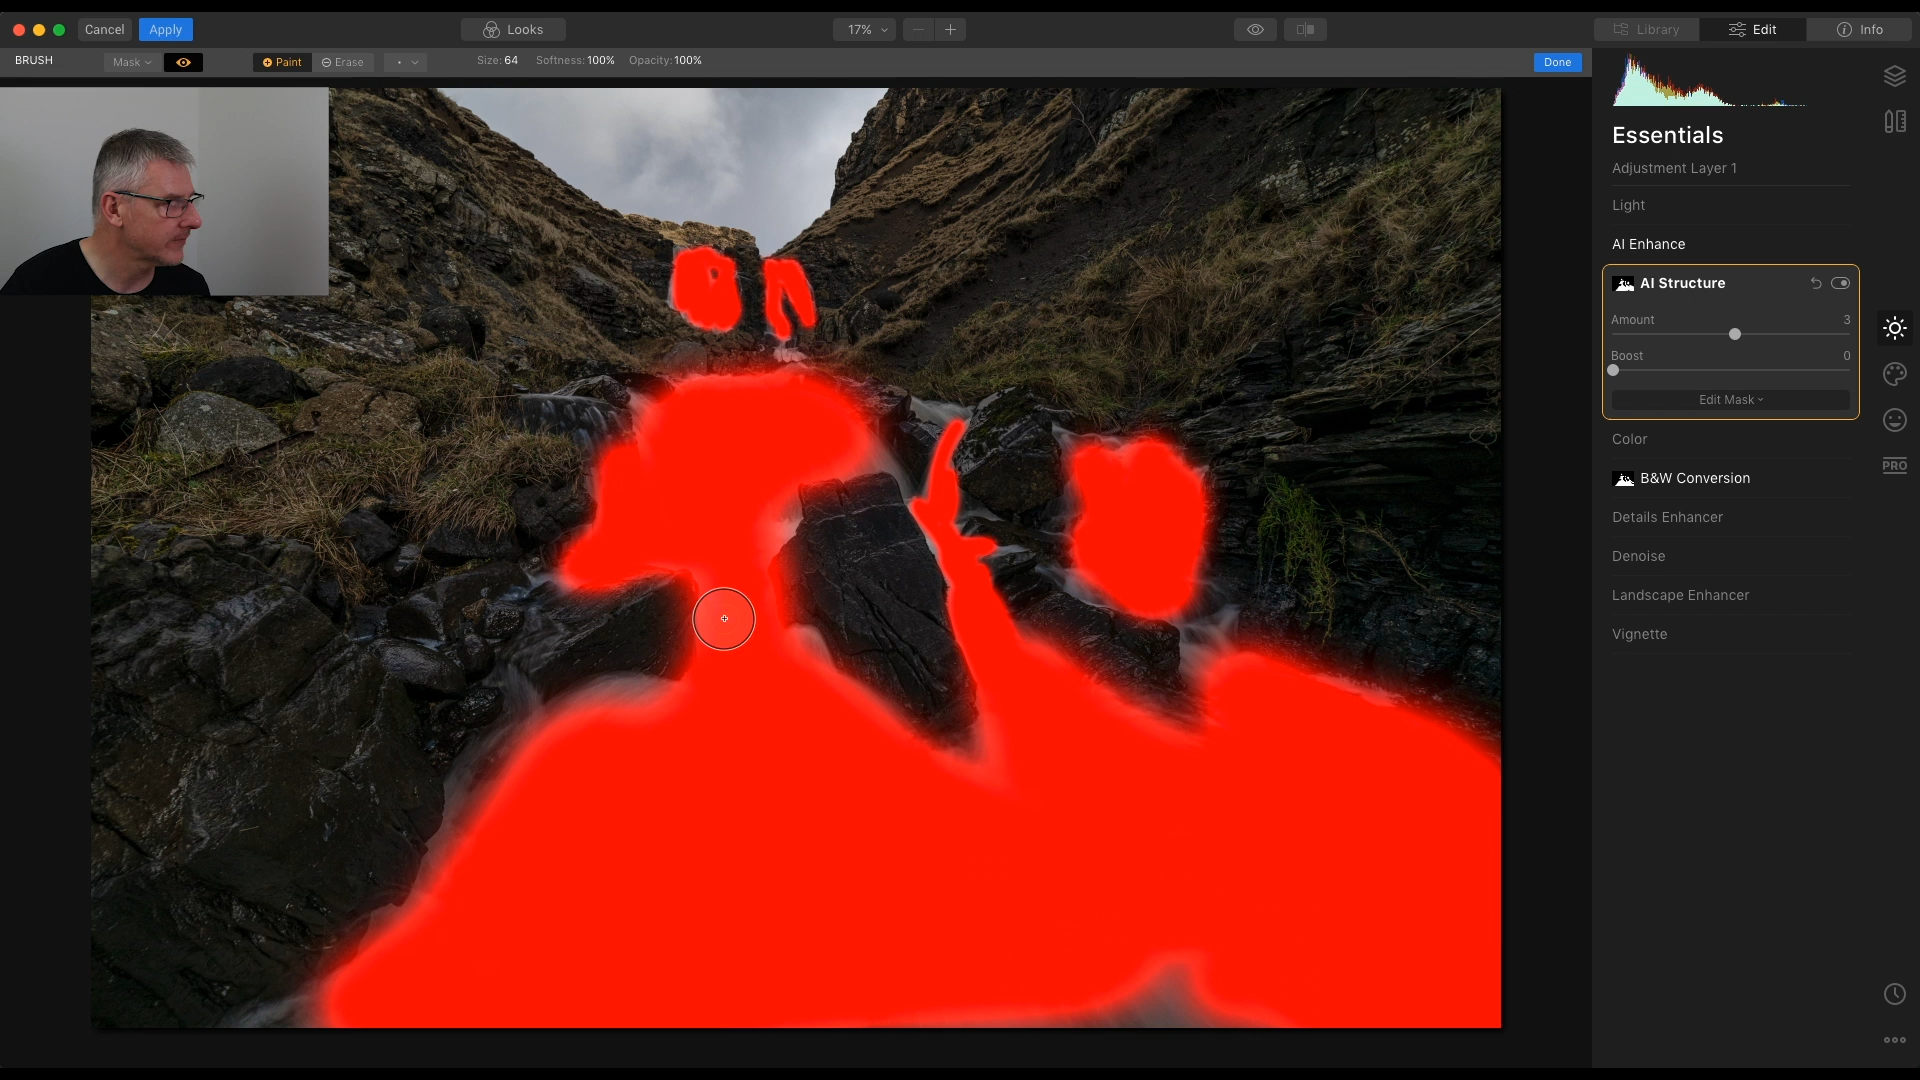 Cancel Apply Looks 17% Library Edit Info
BRUSH Mask Paint Erase Size: 64 Softness: 100% Opacity: 100% Done
Essentials
Adjustment Layer 1
Light
AI Enhance
AI Structure
Amount 3
Boost 0
Edit Mask
Color
B&W Conversion
PRO
Details Enhancer
Denoise
Landscape Enhancer
Vignette